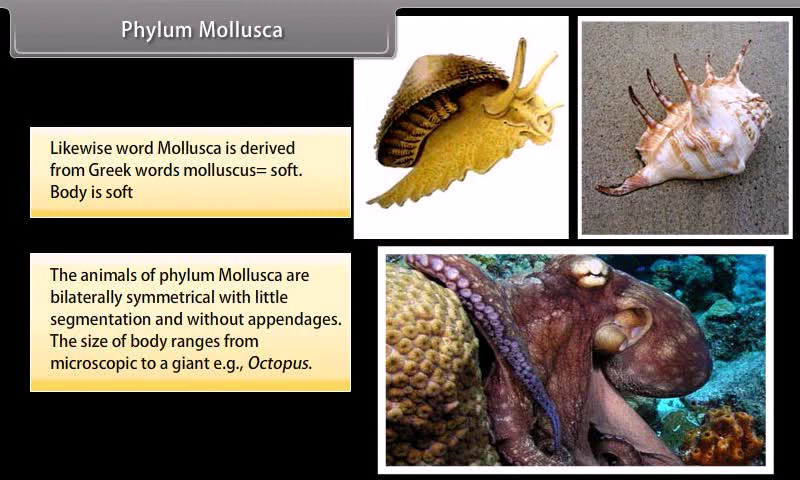 Phylum Mollusca
Likewise word Mollusca is derived
from Greek words molluscus= soft.
Body is soft
The animals of phylum Mollusca are
bilaterally symmetrical with little
segmentation and without appendages.
The size of body ranges from
microscopic to a giant e.g., Octopus.